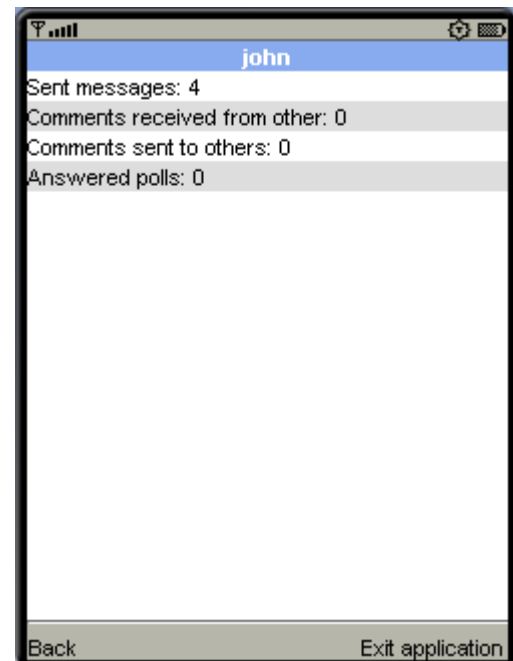 john
Sent messages: 4
Comments received from other: 0
Comments sent to others: 0
Answered polls: 0
Back Exit application